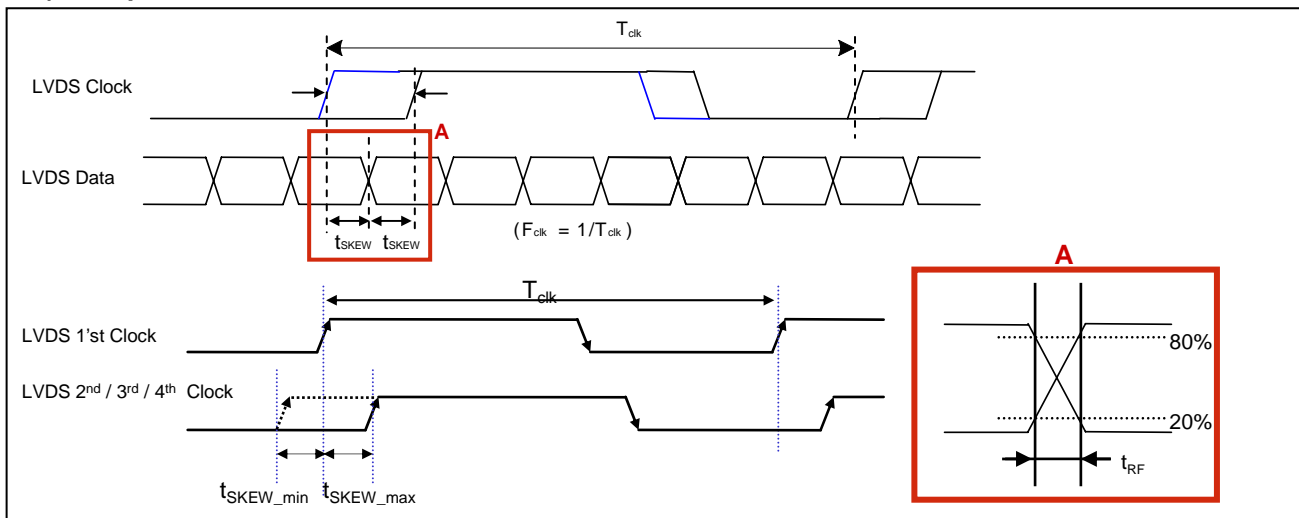 Tclk
LVDS Clock
A
LVDS Data
tSKEW tSKEW
(Fclk = 1/Tclk)
A
Tclk
LVDS 1'st Clock
80%
LVDS 2nd / 3rd / 4th Clock
20%
tRF
tSKEW_min tSKEW_max